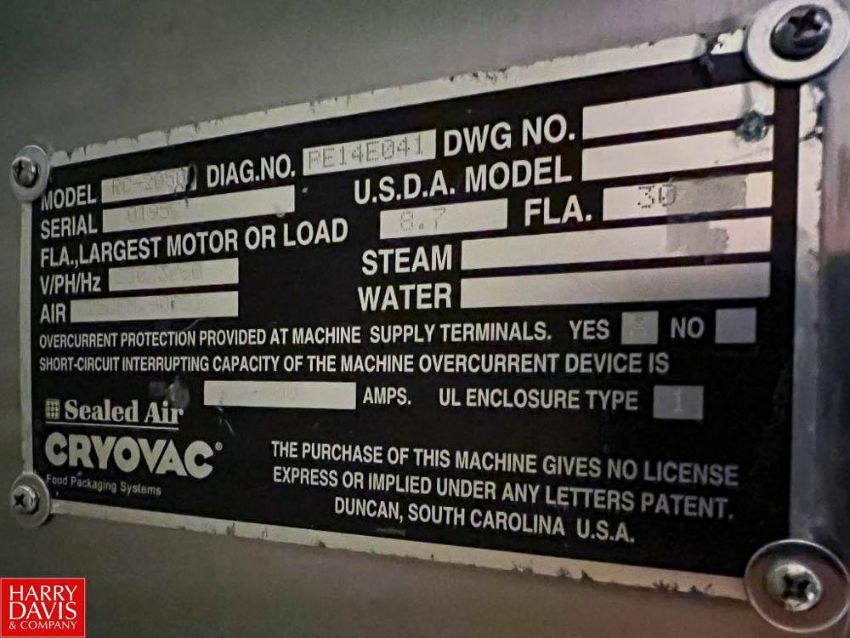 MODEL RC-2050 DIAG.NO. PE14E041 DWG NO.
SERIAL U.S.D.A. MODEL
FLA.,LARGEST MOTOR OR LOAD 8.7 FLA. 30
V/PH/Hz STEAM
AIR WATER
OVERCURRENT PROTECTION PROVIDED AT MACHINE SUPPLY TERMINALS. YES NO
SHORT-CIRCUIT INTERRUPTING CAPACITY OF THE MACHINE OVERCURRENT DEVICE IS
AMPS. UL ENCLOSURE TYPE 1
Sealed Air
CRYOVAC®
Food Packaging Systems
THE PURCHASE OF THIS MACHINE GIVES NO LICENSE
EXPRESS OR IMPLIED UNDER ANY LETTERS PATENT.
DUNCAN, SOUTH CAROLINA U.S.A.
HARRY
DAVIS
& COMPANY